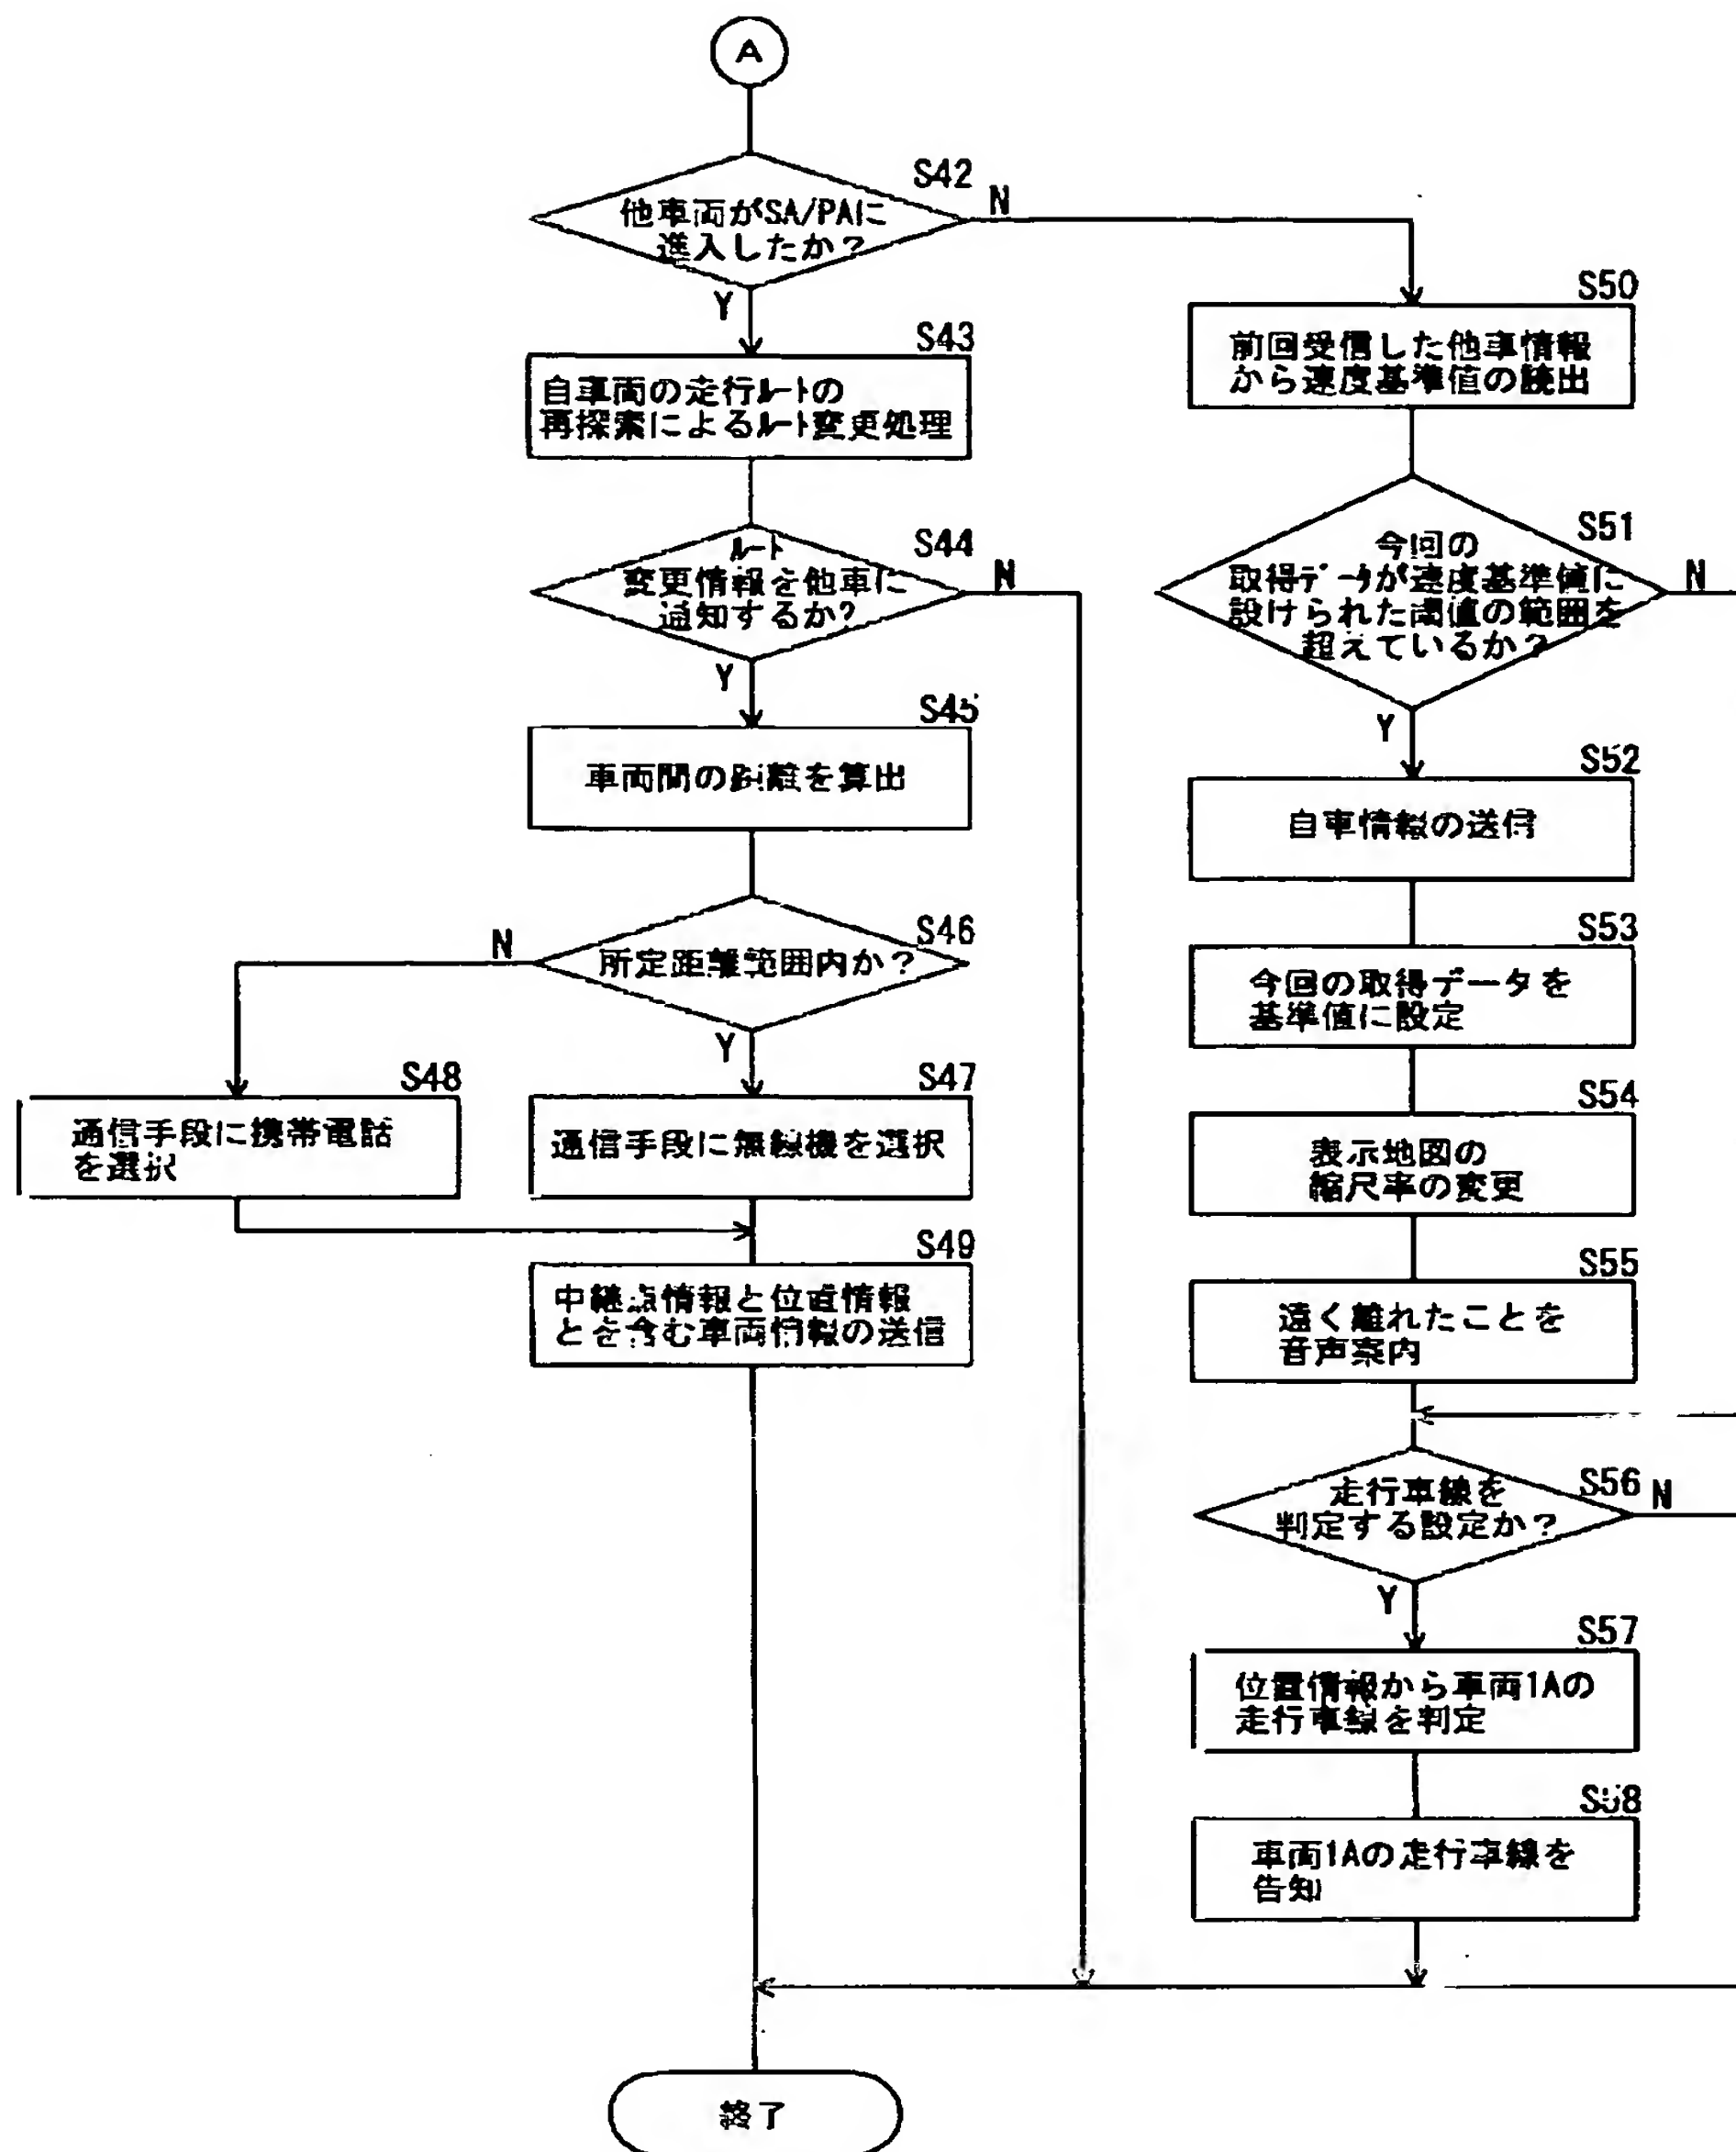 A
S42
他車両がSA/PAに
進入したか?
N
Y
S43
自車両の走行ルートの
再探索によるルート変更処理
S44
ルート
変更情報を他車に
通知するか?
N
Y
S45
車両間の距離を算出
S46
所定距離範囲内か?
N
Y
S48
通信手段に携帯電話
を選択
S47
通信手段に無線機を選択
S49
中継点情報と位置情報
とを含む車両情報の送信
S50
前回受信した他車情報
から速度基準値の読出
S51
今回の
取得データが速度基準値に
設けられた閾値の範囲を
超えているか?
N
Y
S52
自車情報の送信
S53
今回の取得データを
基準値に設定
S54
表示地図の
縮尺率の変更
S55
遠く離れたことを
音声案内
S56
走行車線を
判定する設定か?
N
Y
S57
位置情報から車両1Aの
走行車線を判定
S58
車両1Aの走行車線を
告知
終了